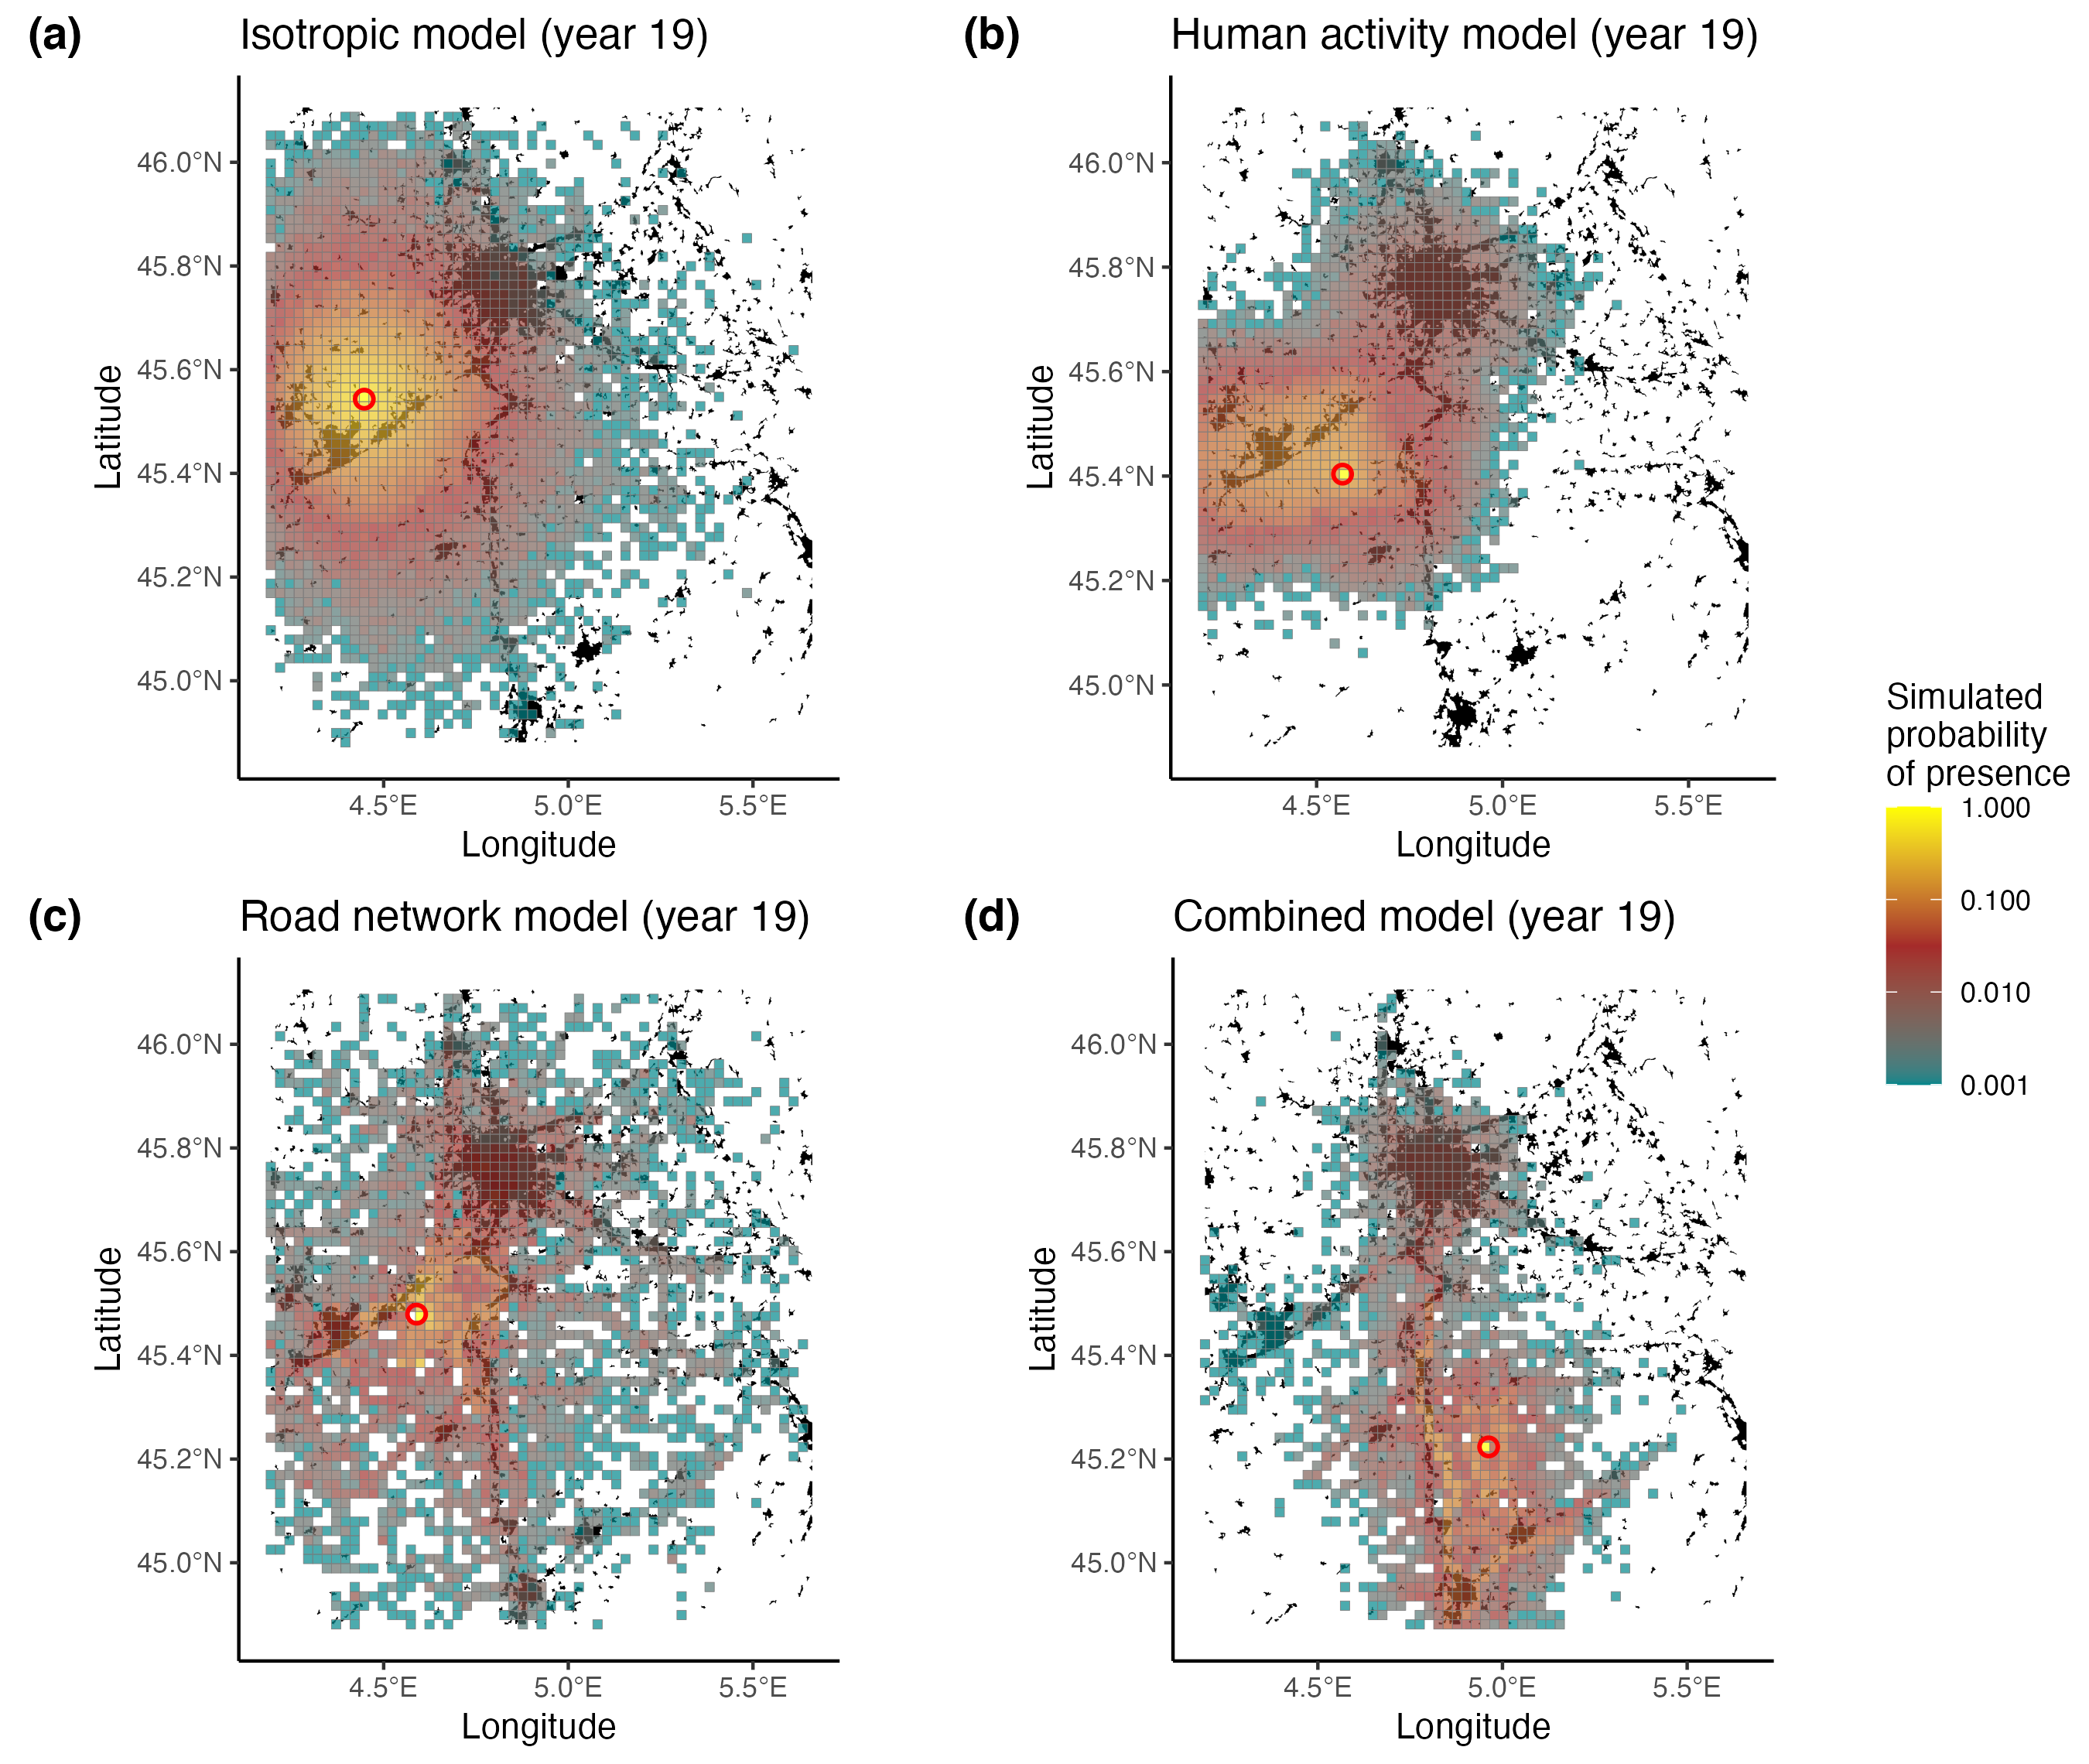 (a) Isotropic model (year 19)
46.0°N
45.8°N
45.6°N
45.4°N
45.2°N
45.0°N
Latitude
4.5°E 5.0°E 5.5°E
Longitude
(b) Human activity model (year 19)
46.0°N
45.8°N
45.6°N
45.4°N
45.2°N
45.0°N
Latitude
4.5°E 5.0°E 5.5°E
Longitude
(c) Road network model (year 19)
46.0°N
45.8°N
45.6°N
45.4°N
45.2°N
45.0°N
Latitude
4.5°E 5.0°E 5.5°E
Longitude
(d) Combined model (year 19)
46.0°N
45.8°N
45.6°N
45.4°N
45.2°N
45.0°N
Latitude
4.5°E 5.0°E 5.5°E
Longitude
Simulated
probability
of presence
1.000
0.100
0.010
0.001